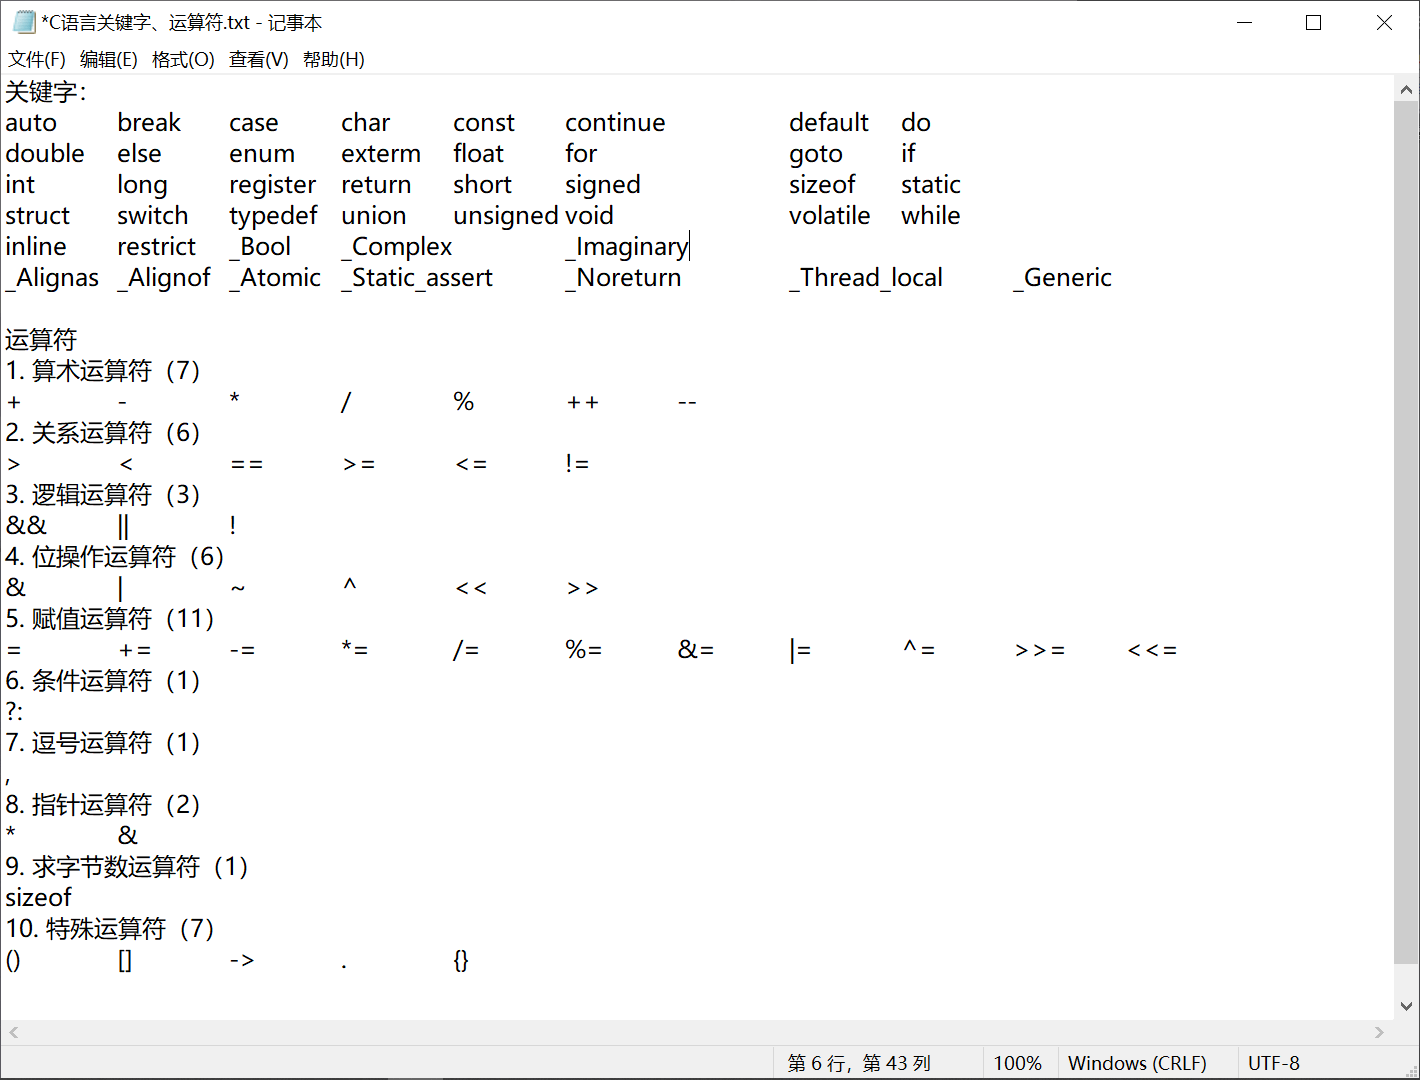 *C语言关键字、运算符.txt - 记事本
文件(F) 编辑(E) 格式(O) 查看(V) 帮助(H)
关键字：
auto break case char const continue default do
double else enum exterm float for goto if
int long register return short signed sizeof static
struct switch typedef union unsigned void volatile while
inline restrict _Bool _Complex _Imaginary
_Alignas _Alignof _Atomic _Static_assert _Noreturn _Thread_local _Generic
运算符
1. 算术运算符（7）
+ - * / % ++ --
2. 关系运算符（6）
> < == >= <= !=
3. 逻辑运算符（3）
&& || !
4. 位操作运算符（6）
& | ~ ^ << >>
5. 赋值运算符（11）
= += -= *= /= %= &= |= ^= >>= <<=
6. 条件运算符（1）
?:
7. 逗号运算符（1）
,
8. 指针运算符（2）
* &
9. 求字节数运算符（1）
sizeof
10. 特殊运算符（7）
() [] -> . {}
第 6 行，第 43 列 100% Windows (CRLF) UTF-8